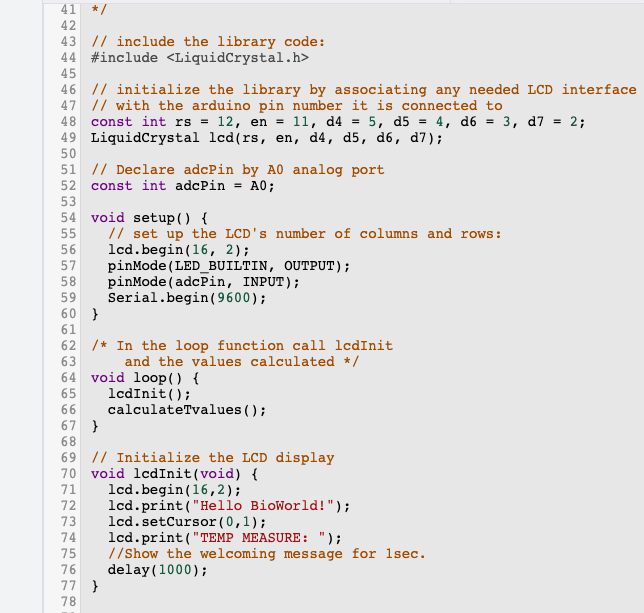 41 */
42
43 // include the library code:
44 #include <LiquidCrystal.h>
45
46 // initialize the library by associating any needed LCD interface
47 // with the arduino pin number it is connected to
48 const int rs = 12, en = 11, d4 = 5, d5 = 4, d6 = 3, d7 = 2;
49 LiquidCrystal lcd(rs, en, d4, d5, d6, d7);
50
51 // Declare adcPin by A0 analog port
52 const int adcPin = A0;
53
54 void setup() {
55   // set up the LCD's number of columns and rows:
56   lcd.begin(16, 2);
57   pinMode(LED_BUILTIN, OUTPUT);
58   pinMode(adcPin, INPUT);
59   Serial.begin(9600);
60 }
61
62 /* In the loop function call lcdInit
63     and the values calculated */
64 void loop() {
65   lcdInit();
66   calculateTvalues();
67 }
68
69 // Initialize the LCD display
70 void lcdInit(void) {
71   lcd.begin(16,2);
72   lcd.print("Hello BioWorld!");
73   lcd.setCursor(0,1);
74   lcd.print("TEMP MEASURE: ");
75   //Show the welcoming message for 1sec.
76   delay(1000);
77 }
78